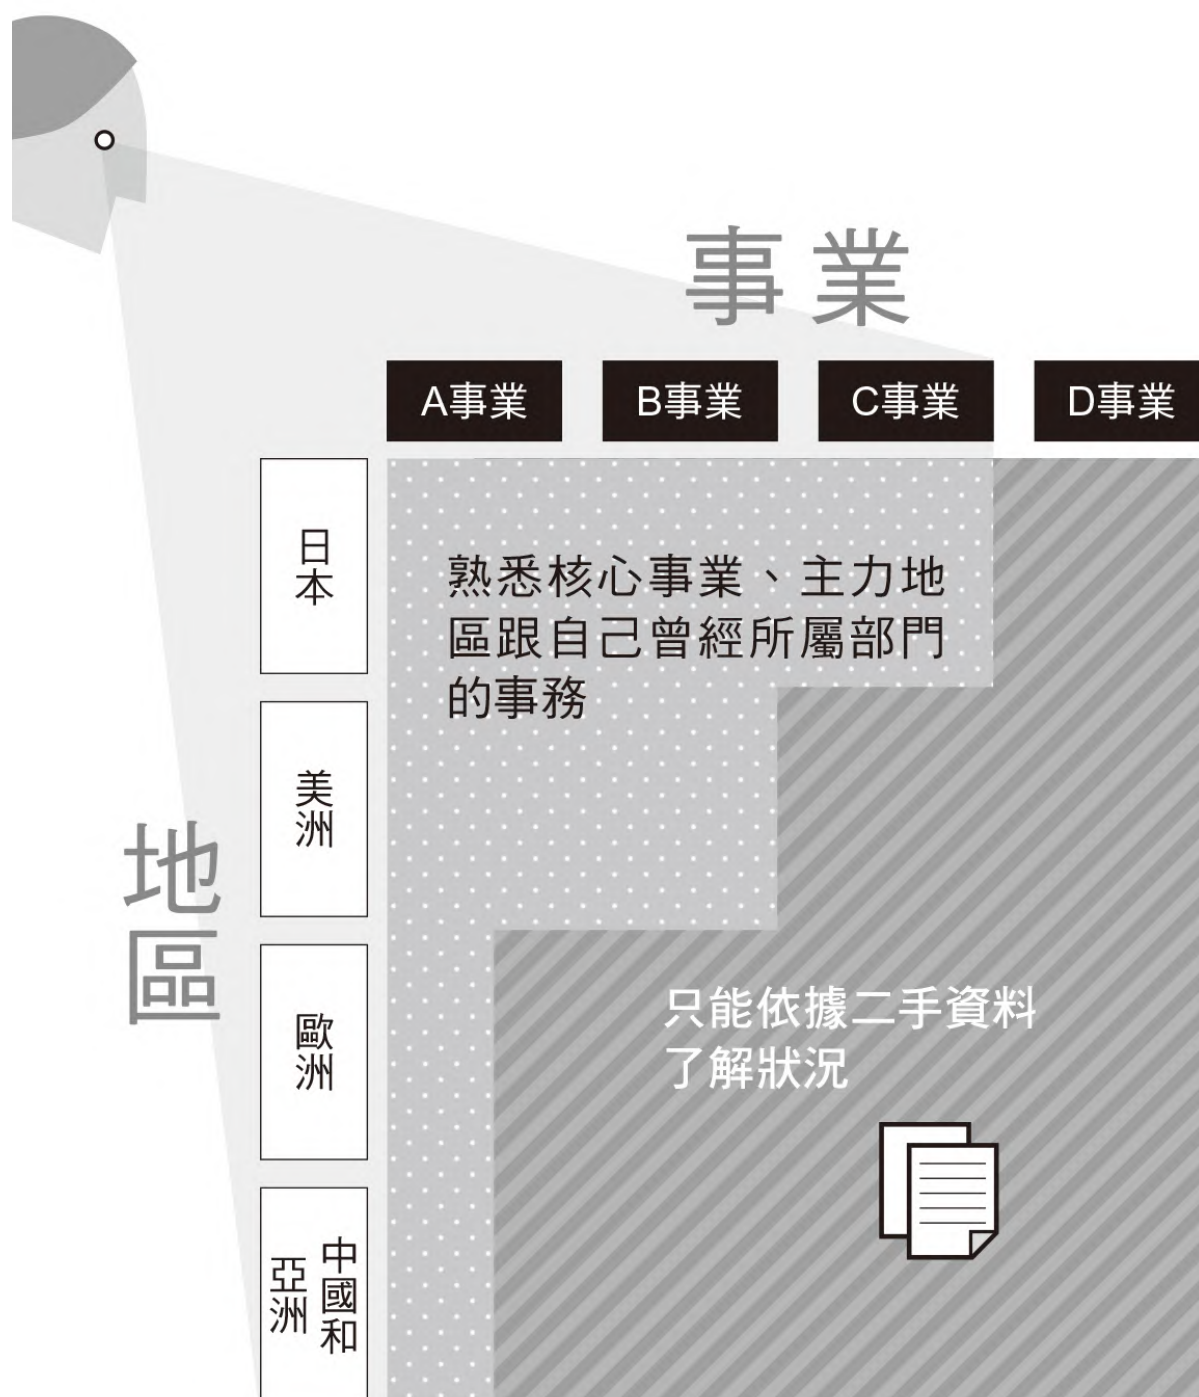 事業
A事業
B事業
C事業
D事業
地區
日本
美洲
歐洲
中國和
亞洲
熟悉核心事業、主力地
區跟自己曾經所屬部門
的事務
只能依據二手資料
了解狀況